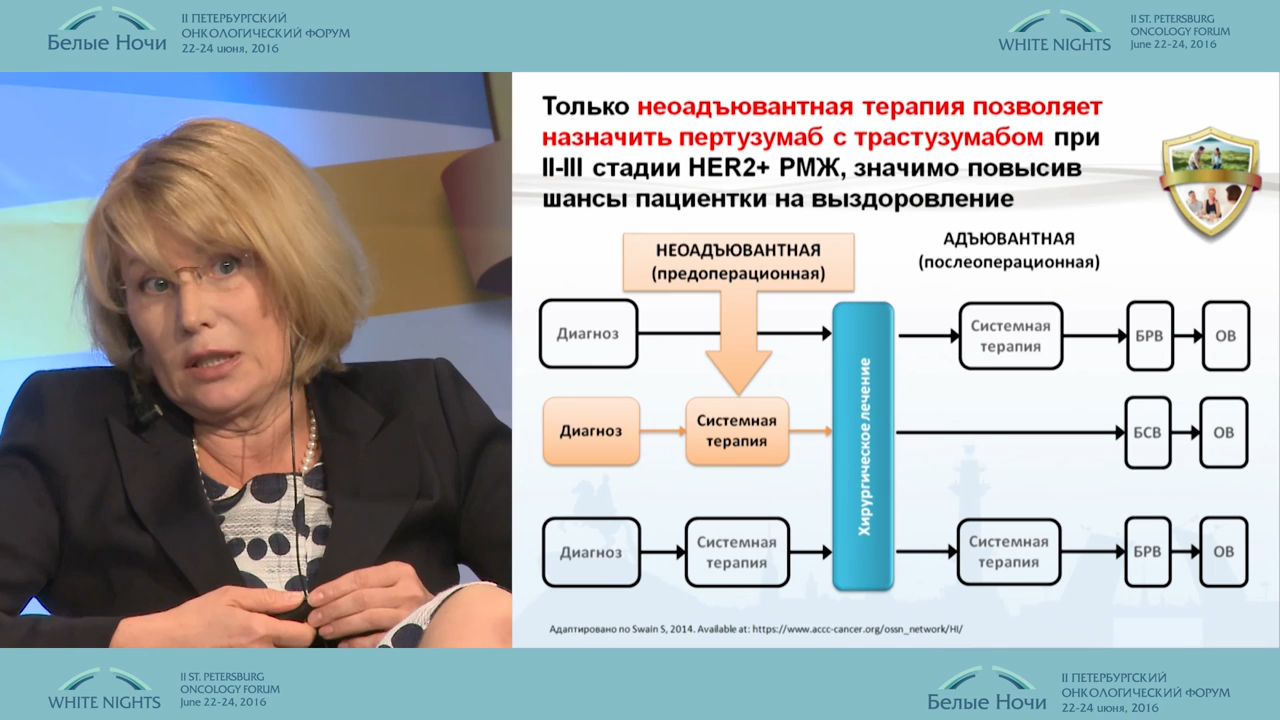 Белые Ночи
II ПЕТЕРБУРГСКИЙ
ОНКОЛОГИЧЕСКИЙ ФОРУМ
22-24 июня, 2016
WHITE NIGHTS
II ST. PETERSBURG
ONCOLOGY FORUM
June 22-24, 2016
Только неоадъювантная терапия позволяет
назначить пертузумаб с трастузумабом при
II-III стадии HER2+ РМЖ, значимо повысив
шансы пациентки на выздоровление
НЕОАДЪЮВАНТНАЯ
(предоперационная)
АДЪЮВАНТНАЯ
(послеоперационная)
Диагноз
Системная
терапия
БРВ
ОВ
Диагноз
Системная
терапия
Хирургическое лечение
БСВ
ОВ
Диагноз
Системная
терапия
Системная
терапия
БРВ
ОВ
Адаптировано по Swain S, 2014. Available at: https://www.accc-cancer.org/ossn_network/HI/
WHITE NIGHTS
II ST. PETERSBURG
ONCOLOGY FORUM
June 22-24, 2016
Белые Ночи
II ПЕТЕРБУРГСКИЙ
ОНКОЛОГИЧЕСКИЙ ФОРУМ
22-24 июня, 2016